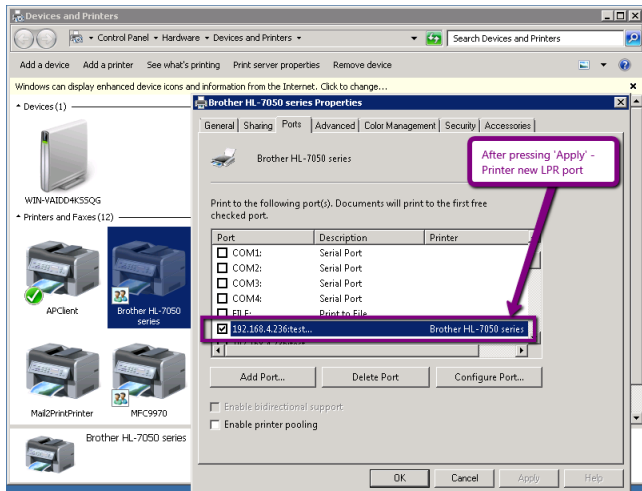 Devices and Printers
Control Panel ▾ Hardware ▾ Devices and Printers ▾
Search Devices and Printers
Add a device Add a printer See what's printing Print server properties Remove device
Windows can display enhanced device icons and information from the Internet. Click to change...
Devices (1)
WIN-VAIDD4KSSQG
Printers and Faxes (12)
APClient
Brother HL-7050 series
Mail2PrintPrinter
MFC9970
Brother HL-7050 series
Brother HL-7050 series Properties
General Sharing Ports Advanced Color Management Security Accessories
Brother HL-7050 series
After pressing 'Apply' -
Printer new LPR port
Print to the following port(s). Documents will print to the first free
checked port.
Port Description Printer
COM1: Serial Port
COM2: Serial Port
COM3: Serial Port
COM4: Serial Port
FILE: Print to File
192.168.4.236:test... Brother HL-7050 series
Add Port... Delete Port Configure Port...
Enable bidirectional support
Enable printer pooling
OK Cancel Apply Help